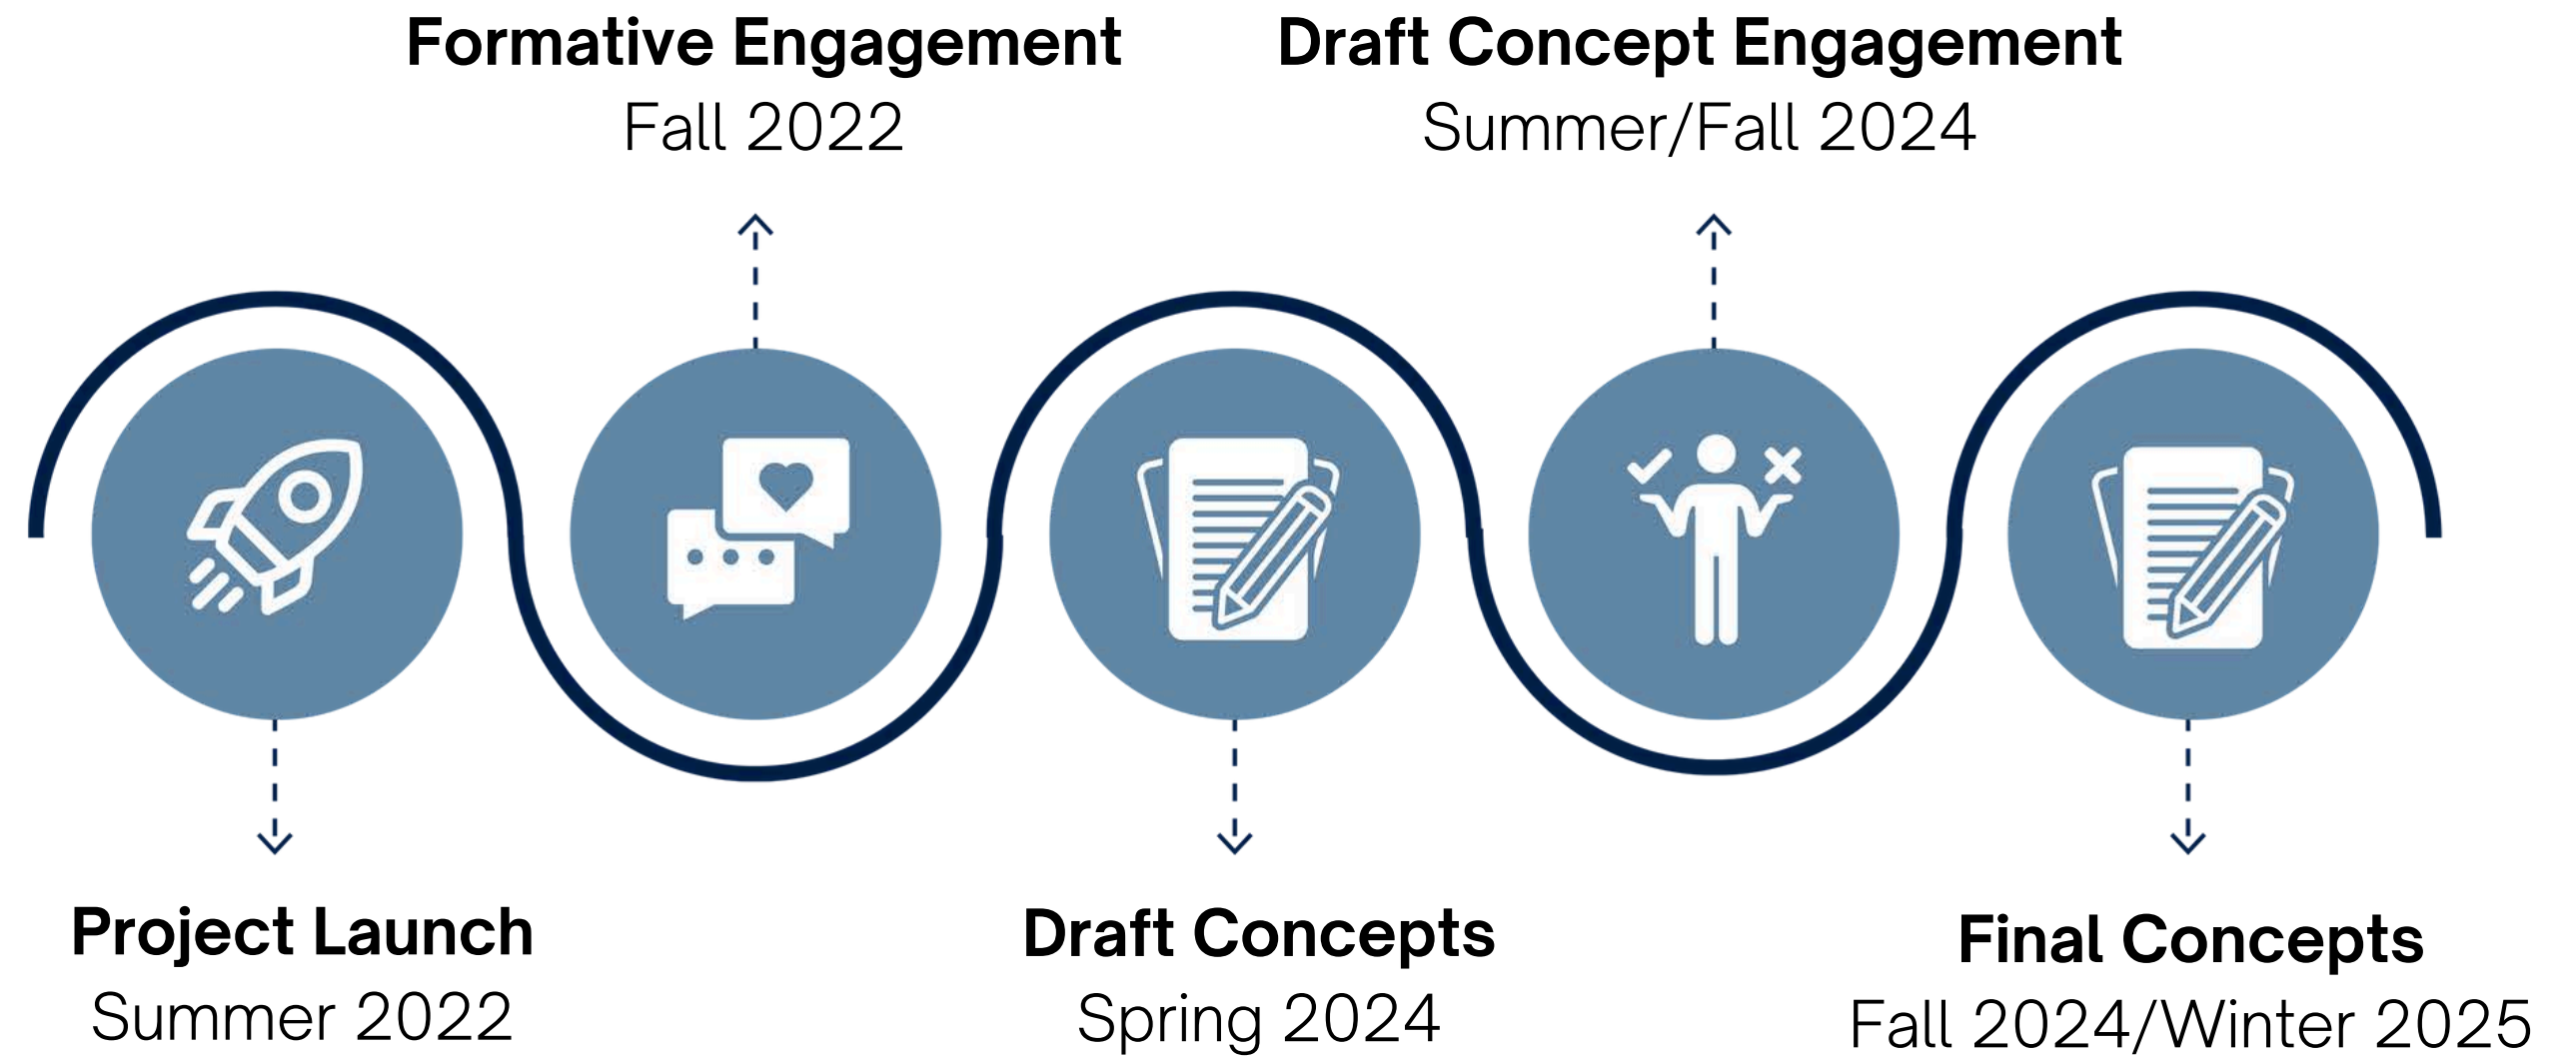 Formative Engagement
Fall 2022
Draft Concept Engagement
Summer/Fall 2024
Project Launch
Summer 2022
Draft Concepts
Spring 2024
Final Concepts
Fall 2024/Winter 2025